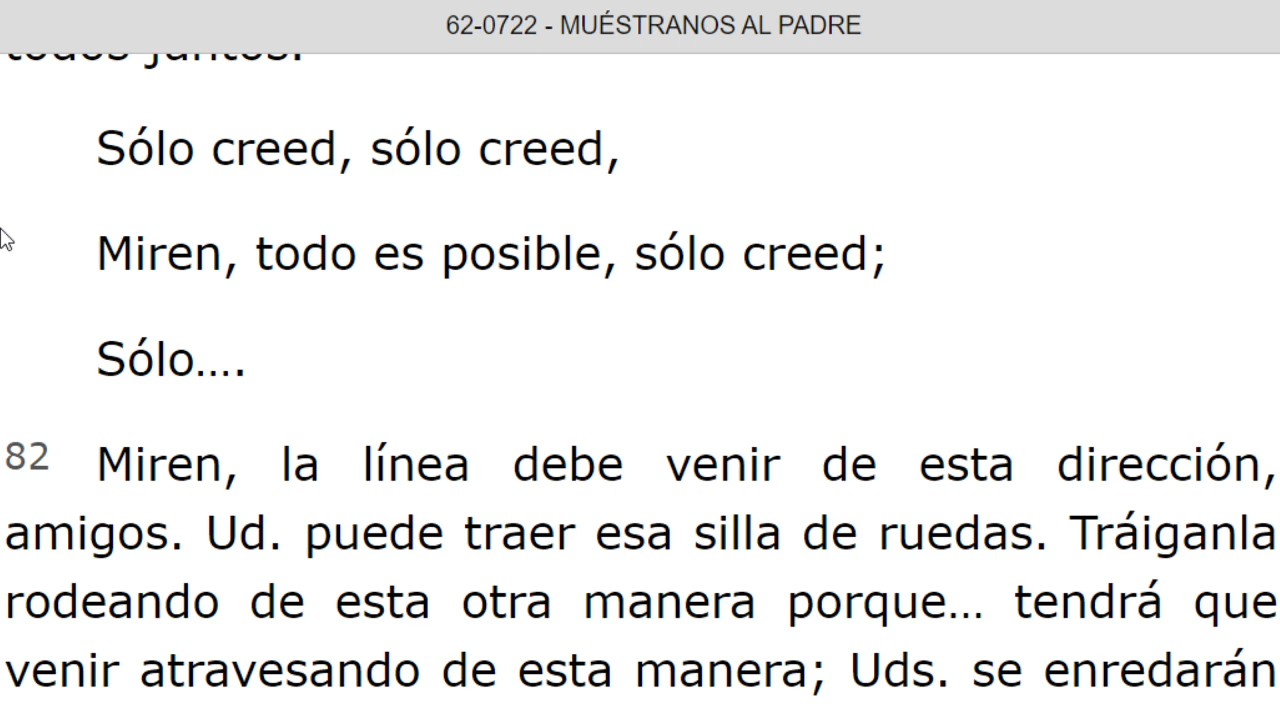 62-0722 - MUÉSTRANOS AL PADRE
todos juntos.
Sólo creed, sólo creed,
Miren, todo es posible, sólo creed;
Sólo....
82 Miren, la línea debe venir de esta dirección,
amigos. Ud. puede traer esa silla de ruedas. Tráiganla
rodeando de esta otra manera porque... tendrá que
venir atravesando de esta manera; Uds. se enredarán